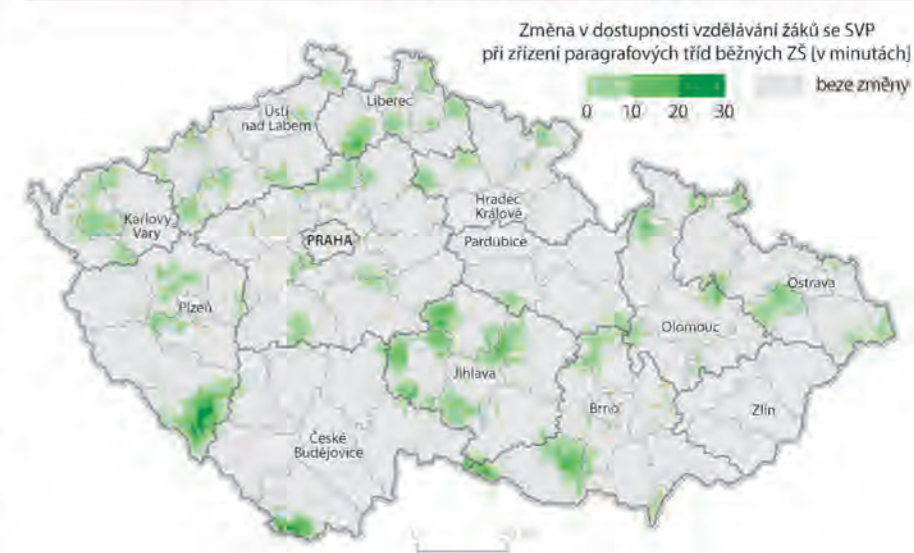 Změna v dostupnosti vzdělávání žáků se SVP
při zřízení paragrafových tříd běžných ZŠ [v minutách]
beze změny
0 10 20 30
Liberec
Ústí
nad Labem
Karlovy
Vary
PRAHA
Hradec
Králové
Pardubice
Plzeň
Ostrava
Olomouc
Jihlava
Brno
Zlín
České
Budějovice